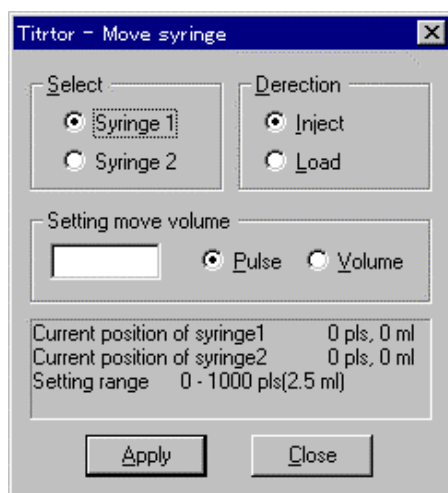 Titrtor - Move syringe
Select
Syringe 1
Syringe 2
Derection
Inject
Load
Setting move volume
Pulse
Volume
Current position of syringe1 0 pls, 0 ml
Current position of syringe2 0 pls, 0 ml
Setting range 0 - 1000 pls(2.5 ml)
Apply
Close